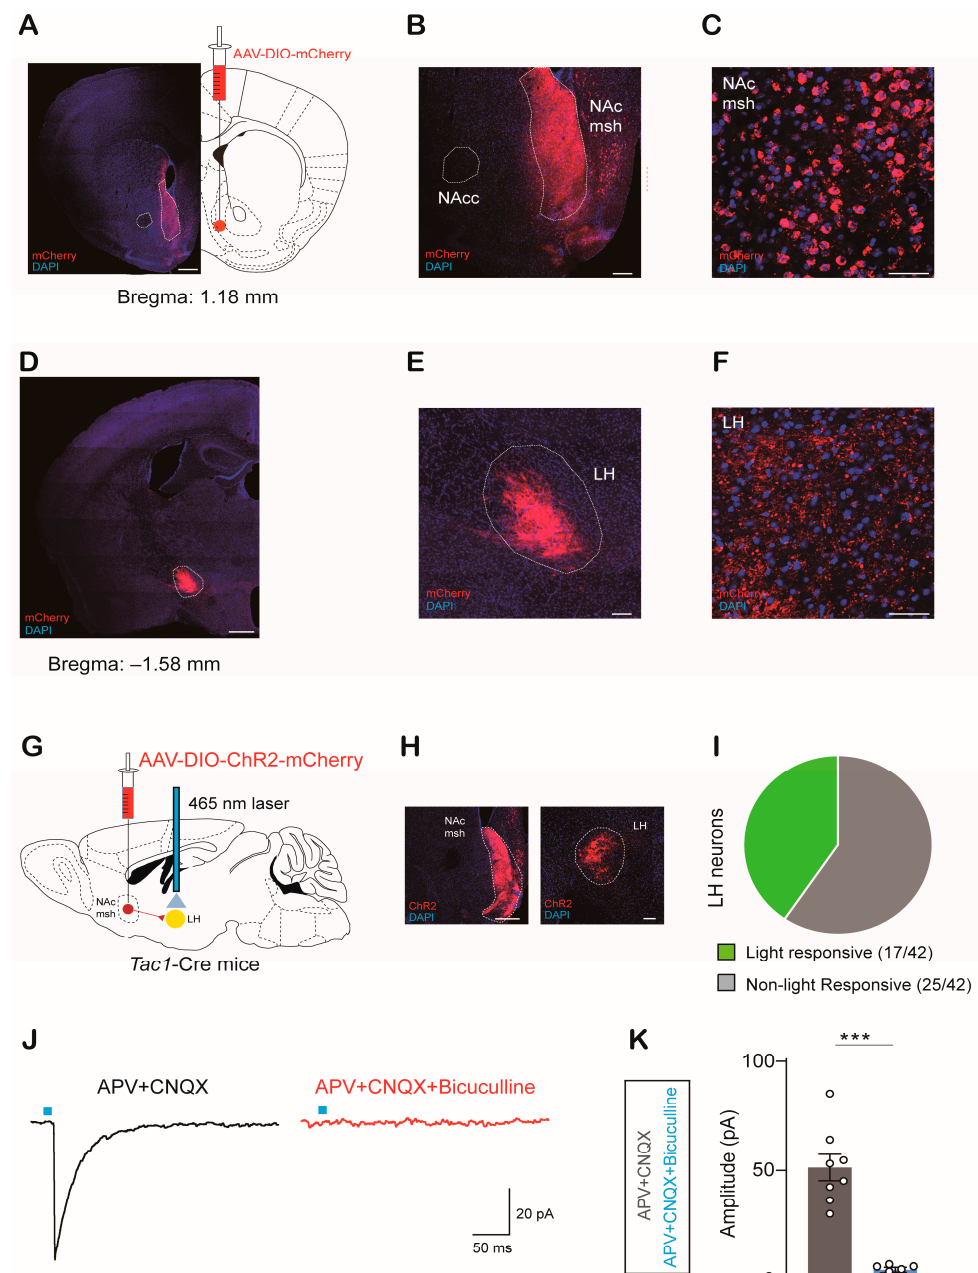 A
AAV-DIO-mCherry
mCherry
DAPI
Bregma: 1.18 mm
B
NAc
msh
NAcc
mCherry
DAPI
C
NAc
msh
mCherry
DAPI
D
mCherry
DAPI
Bregma: –1.58 mm
E
LH
mCherry
DAPI
F
LH
mCherry
DAPI
G
AAV-DIO-ChR2-mCherry
465 nm laser
NAc
msh
LH
Tac1-Cre mice
H
NAc
msh
ChR2
DAPI
LH
ChR2
DAPI
I
LH neurons
Light responsive (17/42)
Non-light Responsive (25/42)
J
APV+CNQX
APV+CNQX+Bicuculline
20 pA
50 ms
K
APV+CNQX
APV+CNQX+Bicuculline
***
Amplitude (pA)
100
50